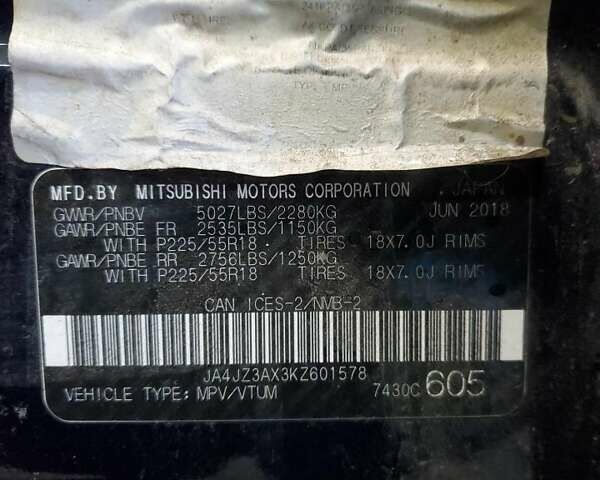 MFD.BY MITSUBISHI MOTORS CORPORATION JAPAN
GWWR/PNBV 5027LBS/2280KG JUN 2018
GAWR/PNBE FR 2535LBS/1150KG
WITH P225/55R18 TIRES 18X7.0J RIMS
GAWR/PNBE RR 2756LBS/1250KG
WITH P225/55R18 TIRES 18X7.0J RIMS
CAN ICES-2/NMB-2
JA4JZ3AX3KZ601578
VEHICLE TYPE: MPV/VTUM 7430C 605